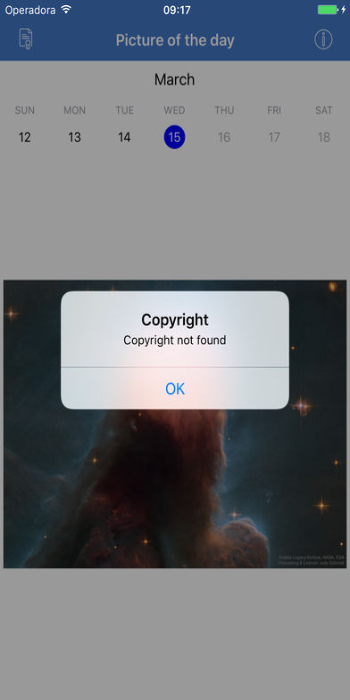 Operadora 09:17
Picture of the day
March
SUN MON TUE WED THU FRI SAT
12 13 14 15 16 17 18
Copyright
Copyright not found
OK